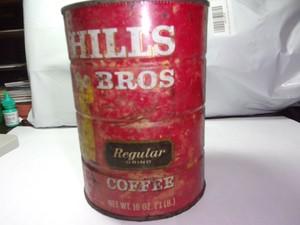 HILLS
BROS
Regular
GRIND
COFFEE
NET WT. 16 OZ. (1 LB.)